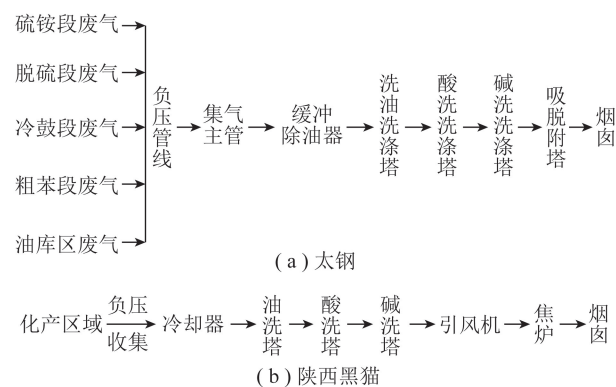 硫铵段废气
脱硫段废气
冷鼓段废气
粗苯段废气
油库区废气
负压管线
集气
主管
缓冲
除油器
洗油洗涤塔
酸洗洗涤塔
碱洗洗涤塔
吸脱附塔
烟囱
(a)太钢
化产区域
负压
收集
冷却器
油洗塔
酸洗塔
碱洗塔
引风机
焦炉
烟囱
(b)陕西黑猫